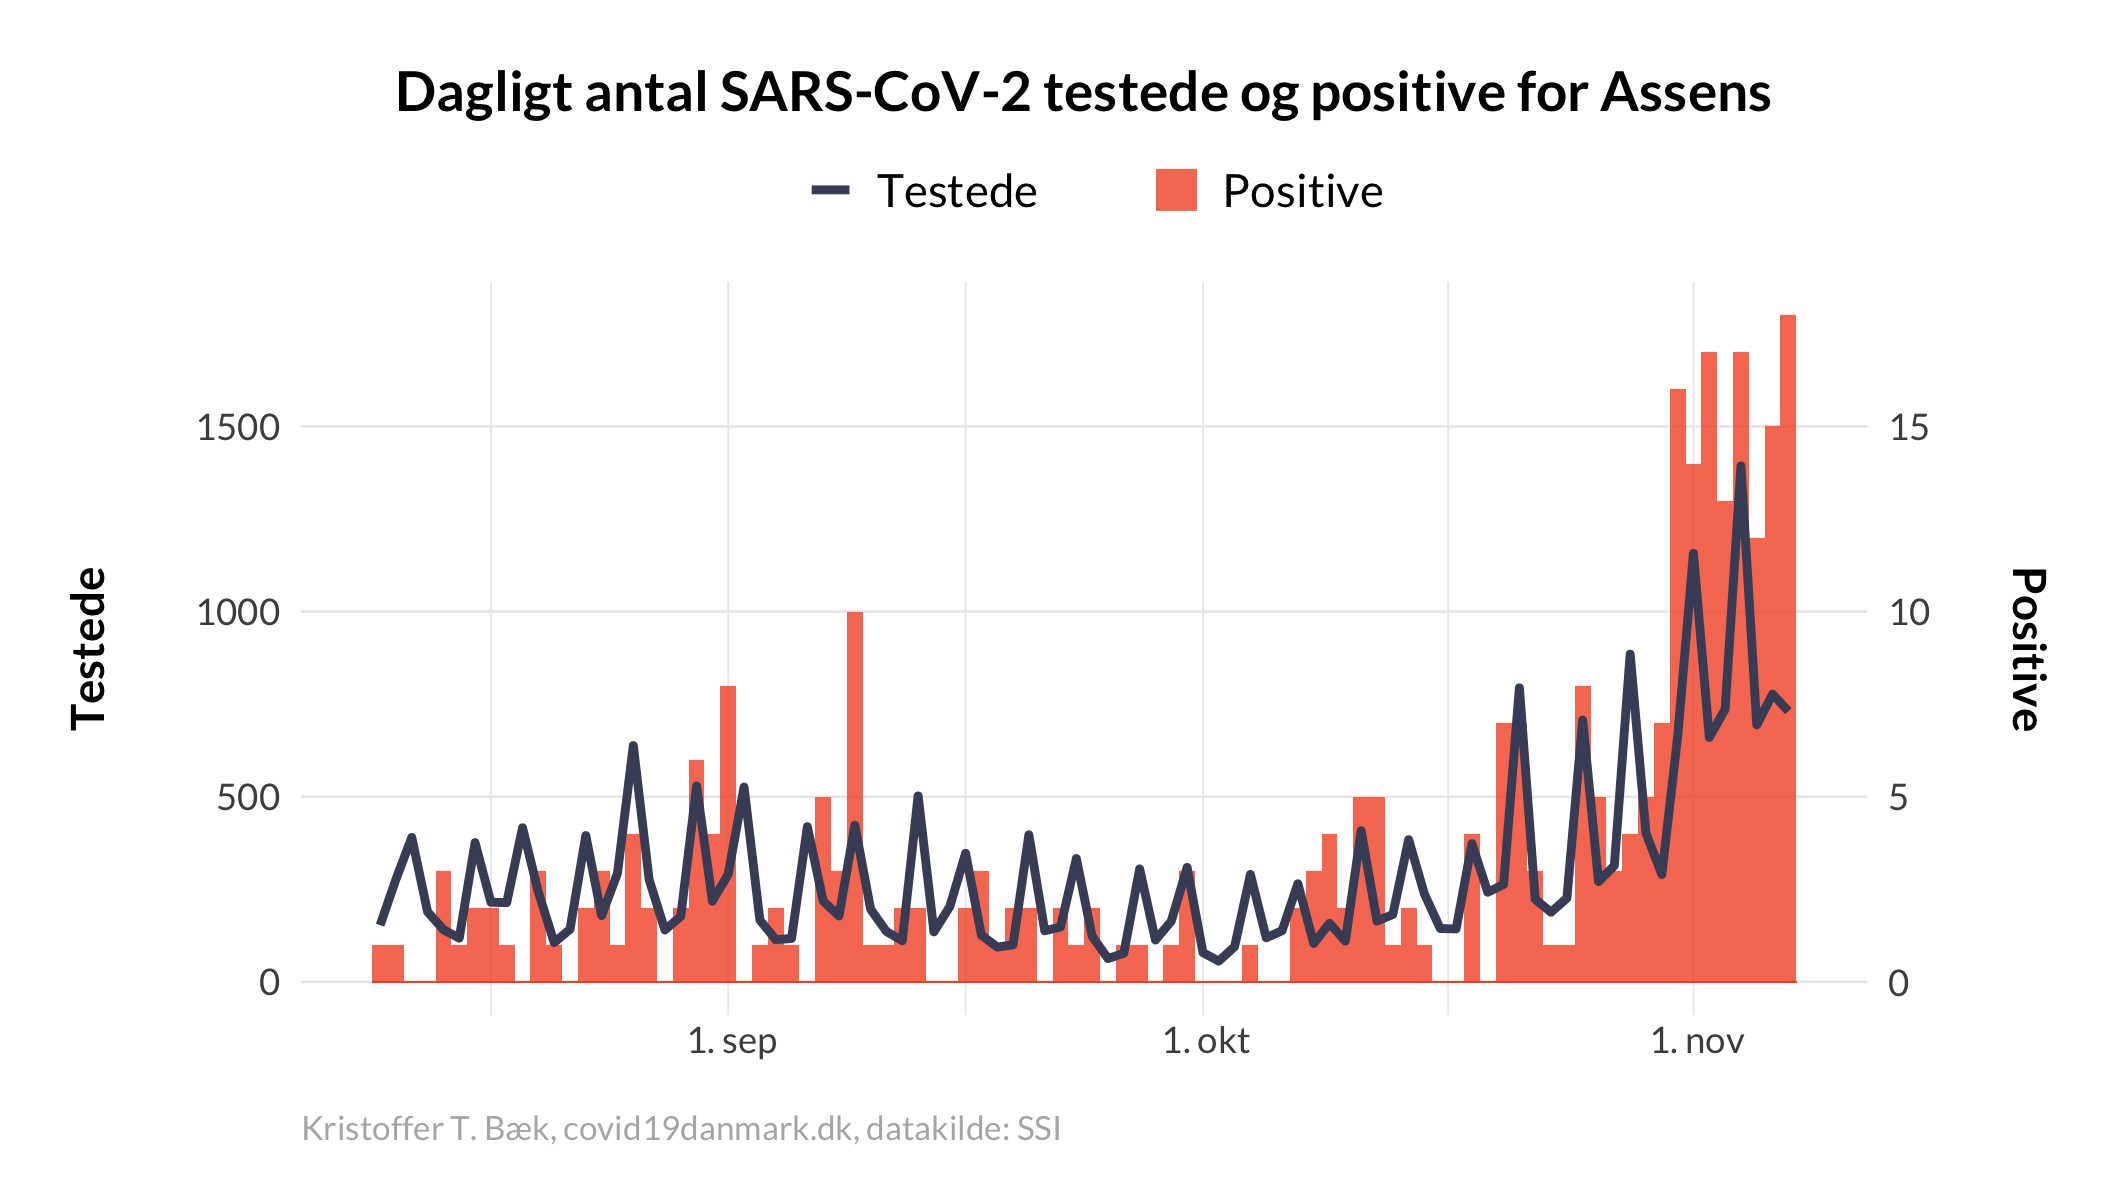 Dagligt antal SARS-CoV-2 testede og positive for Assens
Testede
Positive
1500
1000
500
0
Testede
15
10
5
0
Positive
1. sep
1. okt
1. nov
Kristoffer T. Bæk, covid19danmark.dk, datakilde: SSI